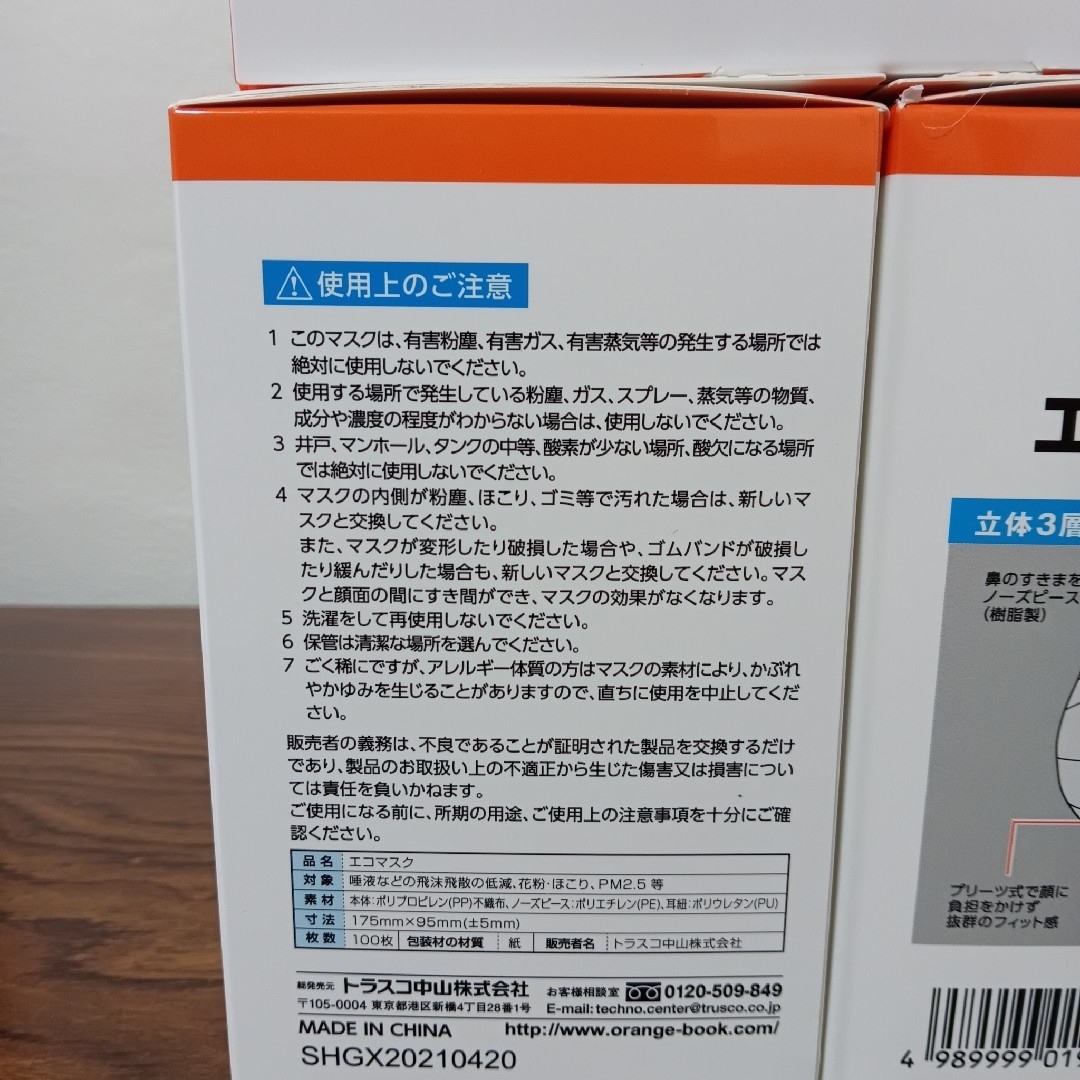 使用上のご注意
1 このマスクは、有害粉塵、有害ガス、有害蒸気等の発生する場所では
絶対に使用しないでください。
2 使用する場所で発生している粉塵、ガス、スプレー、蒸気等の物質、
成分や濃度の程度がわからない場合は、使用しないでください。
3 井戸、マンホール、タンクの中等、酸素が少ない場所、酸欠になる場所
では絶対に使用しないでください。
4 マスクの内側が粉塵、ほこり、ゴミ等で汚れた場合は、新しいマ
スクと交換してください。
また、マスクが変形したり破損した場合や、ゴムバンドが破損し
たり緩んだりした場合も、新しいマスクと交換してください。マス
クと顔面の間にすき間ができ、マスクの効果がなくなります。
5 洗濯をして再使用しないでください。
6 保管は清潔な場所を選んでください。
7 ごく稀にですが、アレルギー体質の方はマスクの素材により、かぶれ
やかゆみを生じることがありますので、直ちに使用を中止してくだ
さい。
販売者の義務は、不良であることが証明された製品を交換するだけ
であり、製品のお取扱い上の不適正から生じた傷害又は損害につい
ては責任を負いかねます。
ご使用になる前に、所期の用途、ご使用上の注意事項を十分にご確
認ください。
品名 エコマスク
対象 唾液などの飛沫飛散の低減、花粉・ほこり、PM2.5 等
素材 本体:ポリプロピレン(PP)不織布、ノーズピース:ポリエチレン(PE)、耳紐:ポリウレタン(PU)
寸法 175mm×95mm(±5mm)
枚数 100枚 包装材の材質 紙 販売者名 トラスコ中山株式会社
総発売元 トラスコ中山株式会社 お客様相談室 0120-509-849
〒105-0004 東京都港区新橋4丁目28番1号 E-mail:techno.center@trusco.co.jp
MADE IN CHINA http://www.orange-book.com/
SHGX20210420
エ
立体3層
鼻のすきまを
ノーズピース
(樹脂製)
プリーツ式で顔に
負担をかけず
抜群のフィット感
4 989999 019